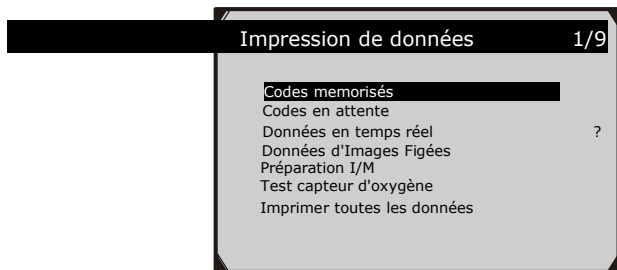 Impression de données 1/9
Codes memorisés
Codes en attente
Données en temps réel ?
Données d'Images Figées
Préparation I/M
Test capteur d'oxygène
Imprimer toutes les données